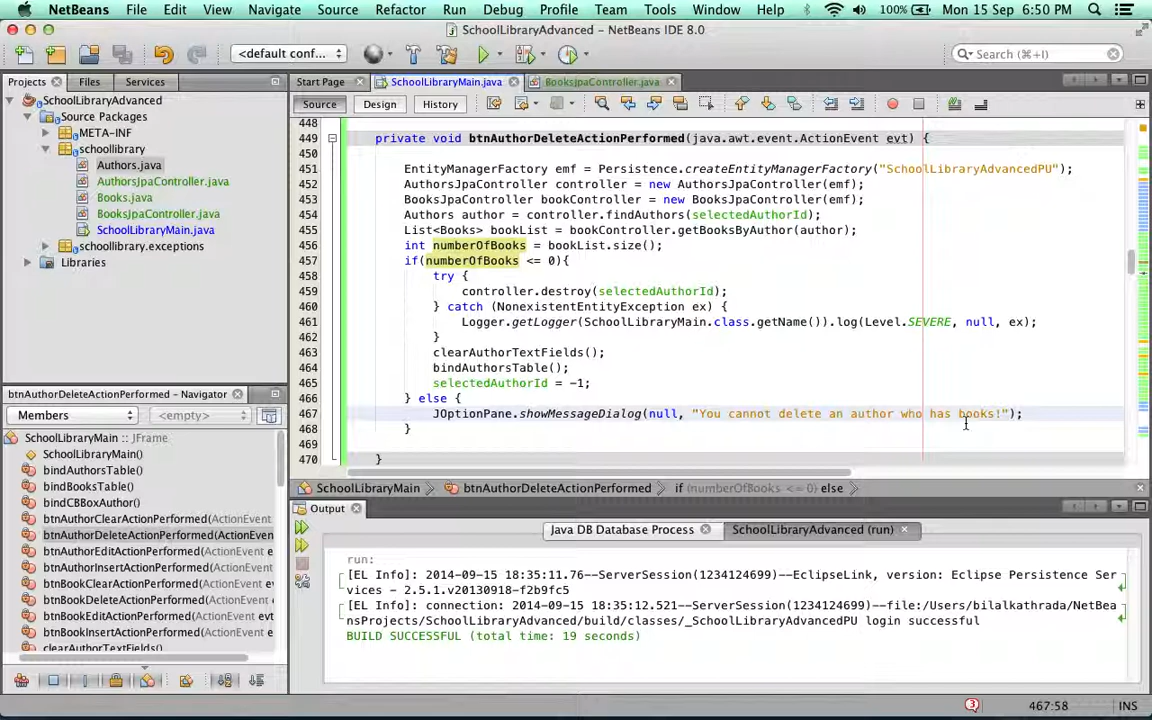 NetBeans File Edit View Navigate Source Refactor Run Debug Profile Team Tools Window Help 100% Mon 15 Sep 6:50 PM
SchoolLibraryAdvanced - NetBeans IDE 8.0
<default conf... Search (⌘+I)
Projects Files Services
Start Page SchoolLibraryMain.java BooksJpaController.java
SchoolLibraryAdvanced
Source Packages
META-INF
schoollibrary
Authors.java
AuthorsJpaController.java
Books.java
BooksJpaController.java
SchoolLibraryMain.java
schoollibrary.exceptions
Libraries
Source Design History
448
449 private void btnAuthorDeleteActionPerformed(java.awt.event.ActionEvent evt) {
450
451 EntityManagerFactory emf = Persistence.createEntityManagerFactory("SchoolLibraryAdvancedPU");
452 AuthorsJpaController controller = new AuthorsJpaController(emf);
453 BooksJpaController bookController = new BooksJpaController(emf);
454 Authors author = controller.findAuthors(selectedAuthorId);
455 List<Books> bookList = bookController.getBooksByAuthor(author);
456 int numberOfBooks = bookList.size();
457 if(numberOfBooks <= 0){
458 try {
459 controller.destroy(selectedAuthorId);
460 } catch (NonexistentEntityException ex) {
461 Logger.getLogger(SchoolLibraryMain.class.getName()).log(Level.SEVERE, null, ex);
462 }
463 clearAuthorTextFields();
464 bindAuthorsTable();
465 selectedAuthorId = -1;
466 } else {
467 JOptionPane.showMessageDialog(null, "You cannot delete an author who has books!");
468 }
469
470 }
SchoolLibraryMain btnAuthorDeleteActionPerformed if (numberOfBooks <= 0) else
btnAuthorDeleteActionPerformed - Navigator
Members <empty>
SchoolLibraryMain :: JFrame
SchoolLibraryMain()
bindAuthorsTable()
bindBooksTable()
bindCBBoxAuthor()
btnAuthorClearActionPerformed(ActionEvent
btnAuthorDeleteActionPerformed(ActionEven
btnAuthorEditActionPerformed(ActionEvent e
btnAuthorInsertActionPerformed(ActionEvent
btnBookClearActionPerformed(ActionEvent e
btnBookDeleteActionPerformed(ActionEvent
btnBookEditActionPerformed(ActionEvent evt
btnBookInsertActionPerformed(ActionEvent e
clearAuthorTextFields()
Output
Java DB Database Process SchoolLibraryAdvanced (run)
run:
[EL Info]: 2014-09-15 18:35:11.76--ServerSession(1234124699)--EclipseLink, version: Eclipse Persistence Ser
vices - 2.5.1.v20130918-f2b9fc5
[EL Info]: connection: 2014-09-15 18:35:12.521--ServerSession(1234124699)--file:/Users/bilalkathrada/NetBea
nsProjects/SchoolLibraryAdvanced/build/classes/_SchoolLibraryAdvancedPU login successful
BUILD SUCCESSFUL (total time: 19 seconds)
3 467:58 INS